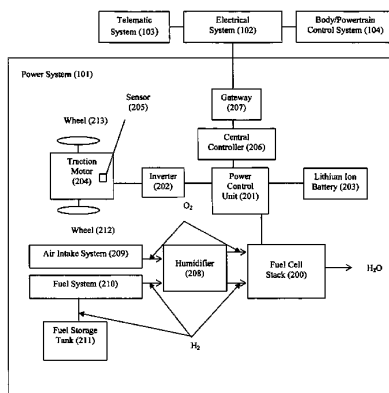 Telematic
System (103)
Electrical
System (102)
Body/Powertrain
Control System (104)
Power System (101)
Sensor
(205)
Gateway
(207)
Wheel (213)
Central
Controller (206)
Traction
Motor
(204)
Inverter
(202)
Power
Control
Unit (201)
Lithium Ion
Battery (203)
O2
Wheel (212)
Air Intake System (209)
Humidifier
(208)
Fuel Cell
Stack (200)
H2O
Fuel System (210)
Fuel Storage
Tank (211)
H2